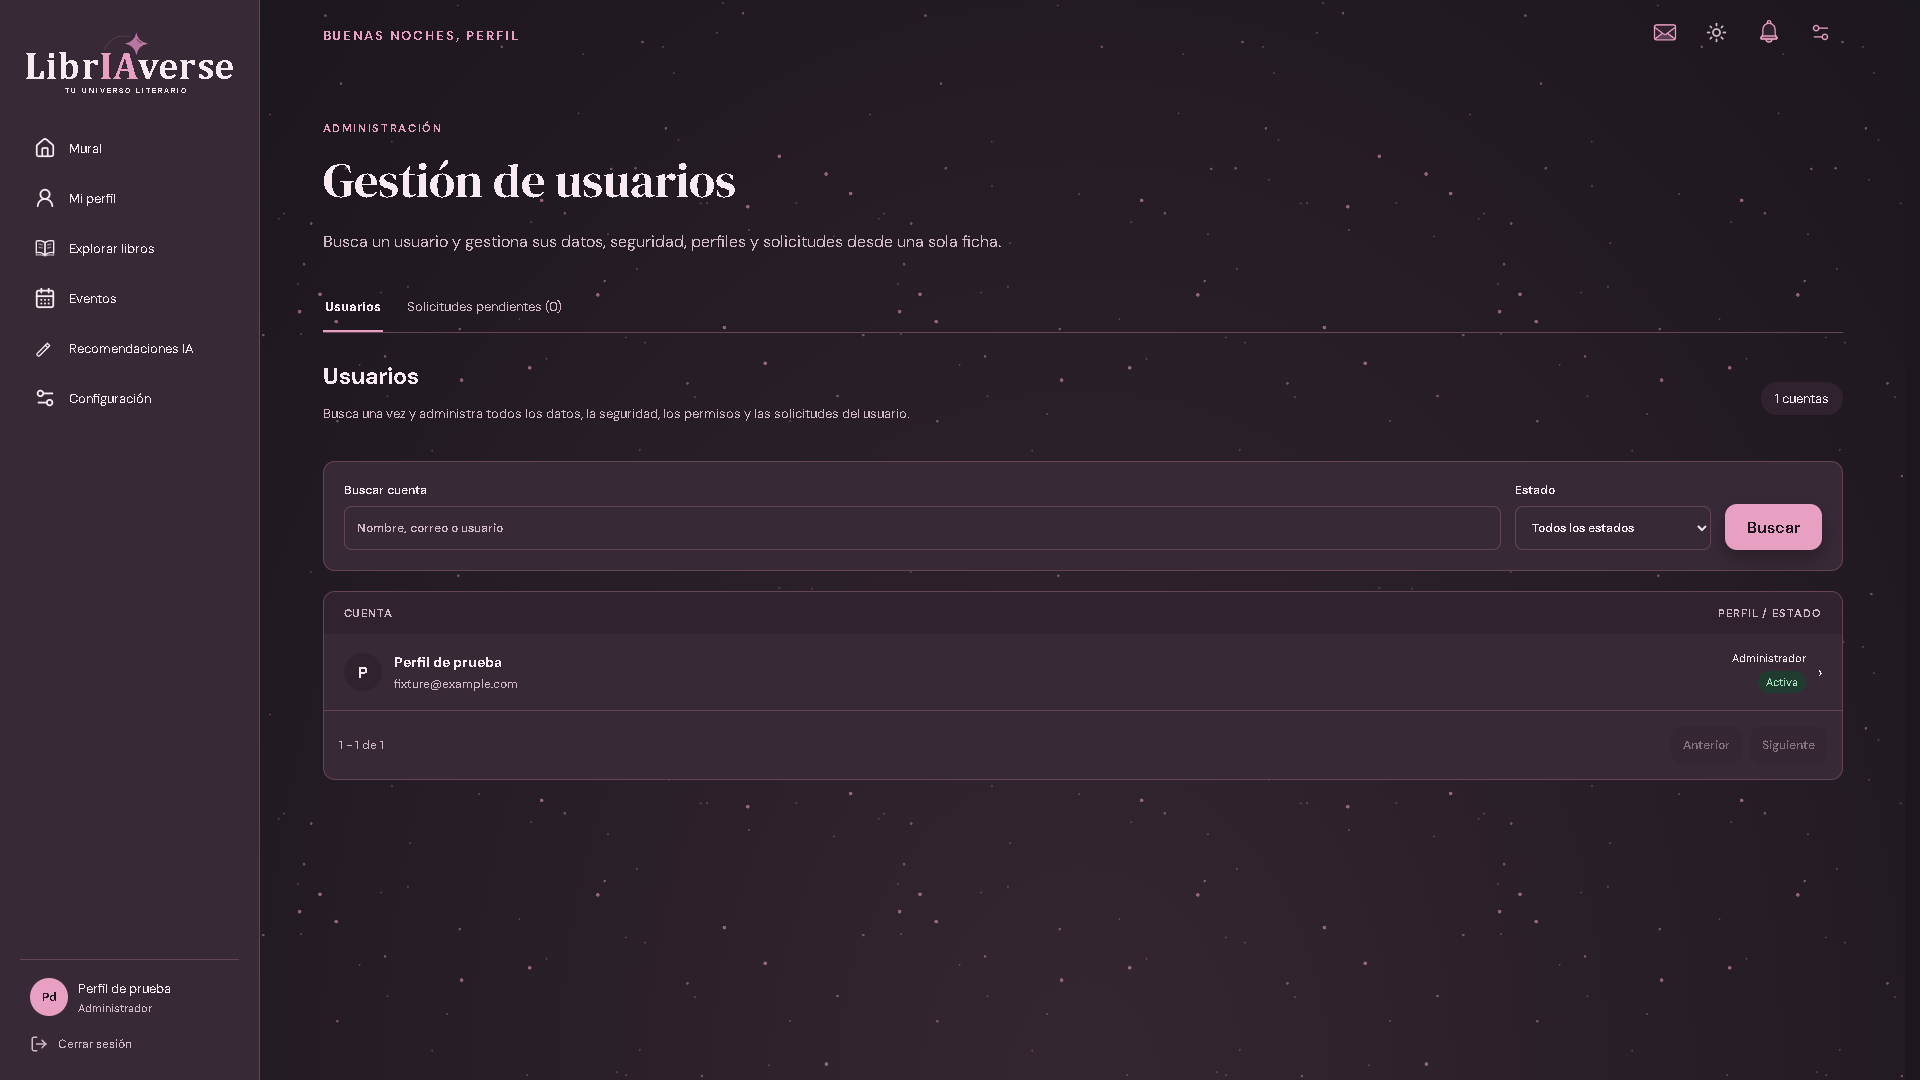 LibrIAverse
TU UNIVERSO LITERARIO
Mural
Mi perfil
Explorar libros
Eventos
Recomendaciones IA
Configuración
Perfil de prueba
Pd
Administrador
Cerrar sesión
BUENAS NOCHES, PERFIL
ADMINISTRACIÓN
Gestión de usuarios
Busca un usuario y gestiona sus datos, seguridad, perfiles y solicitudes desde una sola ficha.
Usuarios Solicitudes pendientes (0)
Usuarios
Busca una vez y administra todos los datos, la seguridad, los permisos y las solicitudes del usuario.
1 cuentas
Buscar cuenta Estado
Nombre, correo o usuario Todos los estados Buscar
CUENTA PERFIL / ESTADO
P Perfil de prueba Administrador
fixture@example.com Activa ›
1–1 de 1 Anterior Siguiente